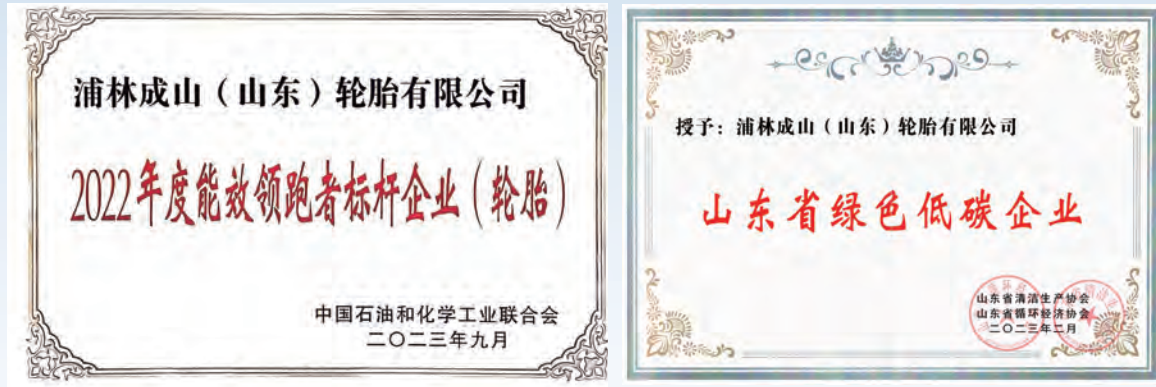 浦林成山（山东）轮胎有限公司
2022年度能效领跑者标杆企业（轮胎）
中国石油和化学工业联合会
二〇二三年九月
授予：浦林成山（山东）轮胎有限公司
山东省绿色低碳企业
山东省清洁生产协会
山东省循环经济协会
二〇二三年二月